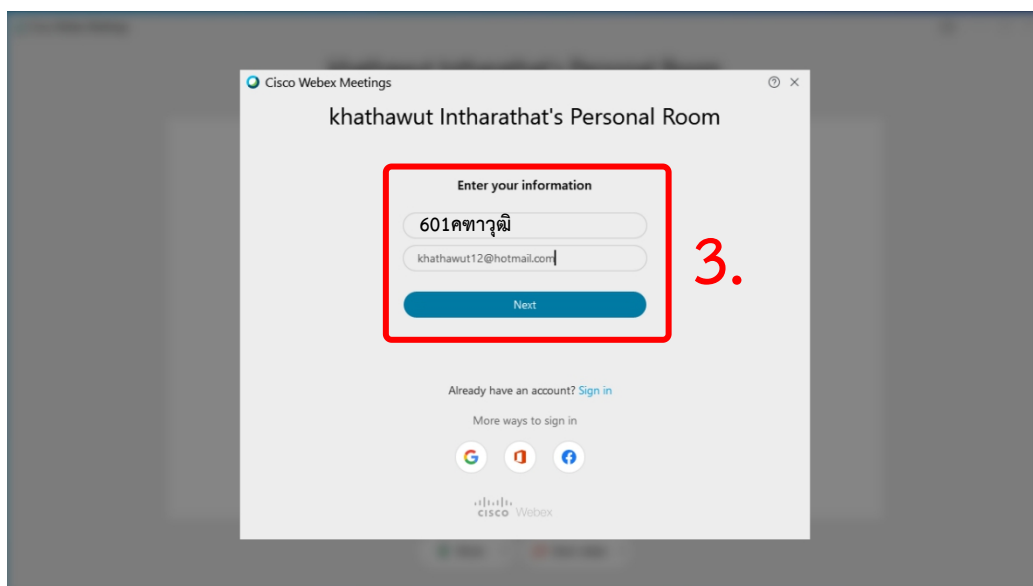 Cisco Webex Meetings
khathawut Intharathat's Personal Room
Enter your information
601คฑาวุฒิ
khathawut12@hotmail.com
3.
Next
Already have an account? Sign in
More ways to sign in
cisco Webex